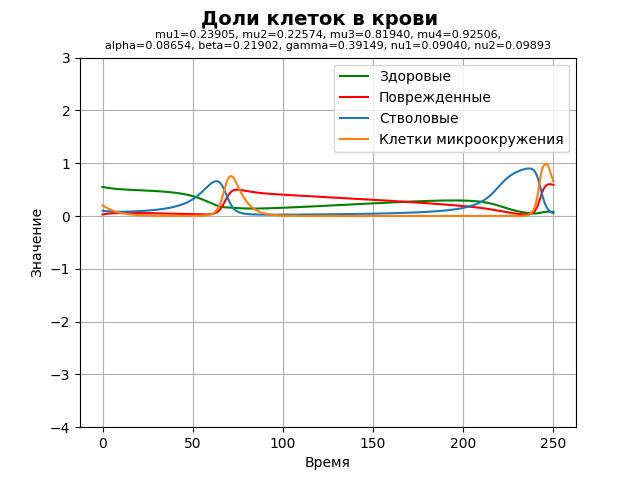 Доли клеток в крови
mu1=0.23905, mu2=0.22574, mu3=0.81940, mu4=0.92506,
alpha=0.08654, beta=0.21902, gamma=0.39149, nu1=0.09040, nu2=0.09893
Здоровые
Поврежденные
Стволовые
Клетки микроокружения
Значение
3
2
1
0
−1
−2
−3
−4
0 50 100 150 200 250
Время